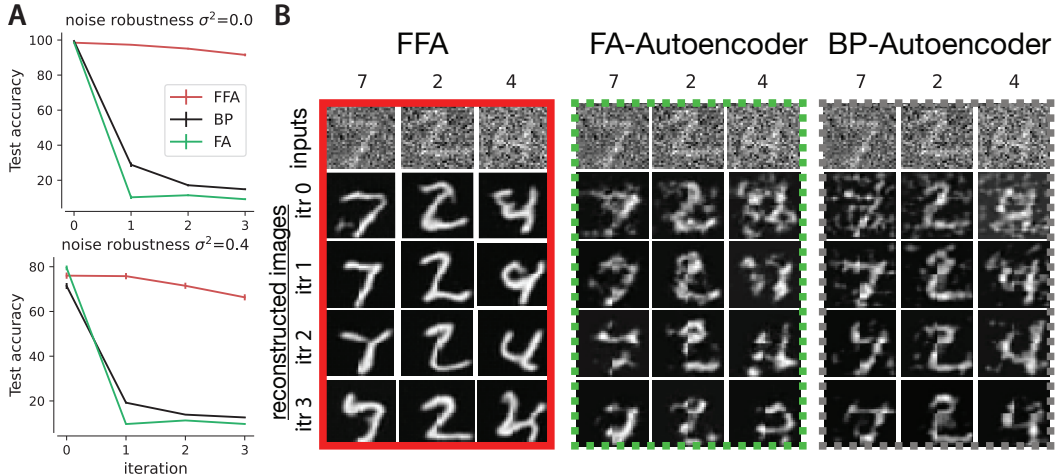 A
noise robustness σ²=0.0
Test accuracy
100
80
60
40
20
FFA
BP
FA
0 1 2 3
noise robustness σ²=0.4
Test accuracy
80
60
40
20
0 1 2 3
iteration
B
FFA FA-Autoencoder BP-Autoencoder
7 2 4 7 2 4 7 2 4
inputs
reconstructed images
itr 0
itr 1
itr 2
itr 3